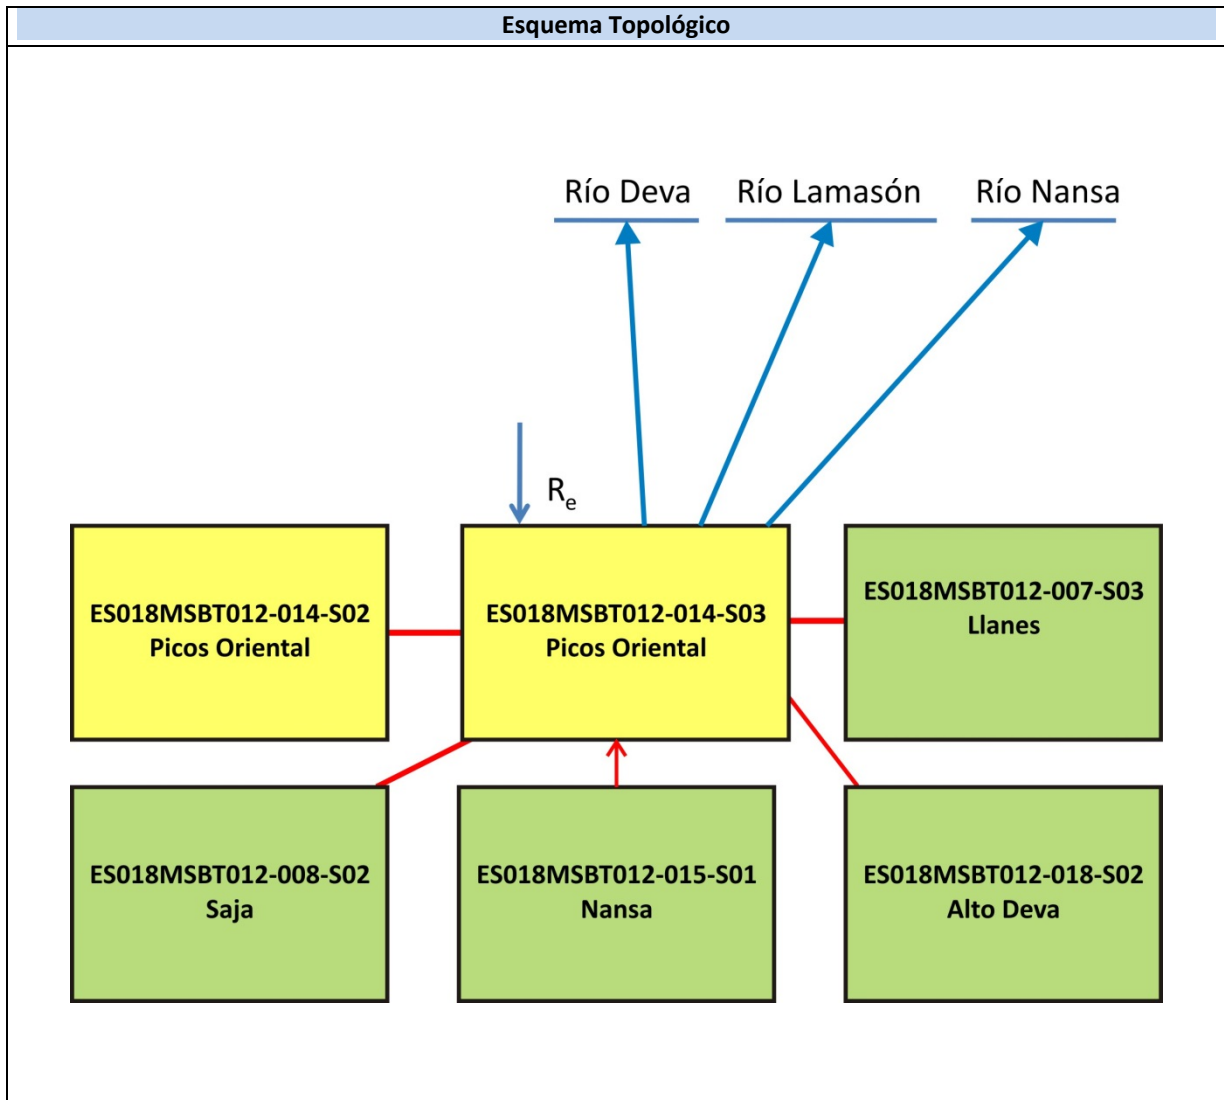 Esquema Topológico
Río Deva
Río Lamasón
Río Nansa
Re
ES018MSBT012-014-S02
Picos Oriental
ES018MSBT012-014-S03
Picos Oriental
ES018MSBT012-007-S03
Llanes
ES018MSBT012-008-S02
Saja
ES018MSBT012-015-S01
Nansa
ES018MSBT012-018-S02
Alto Deva